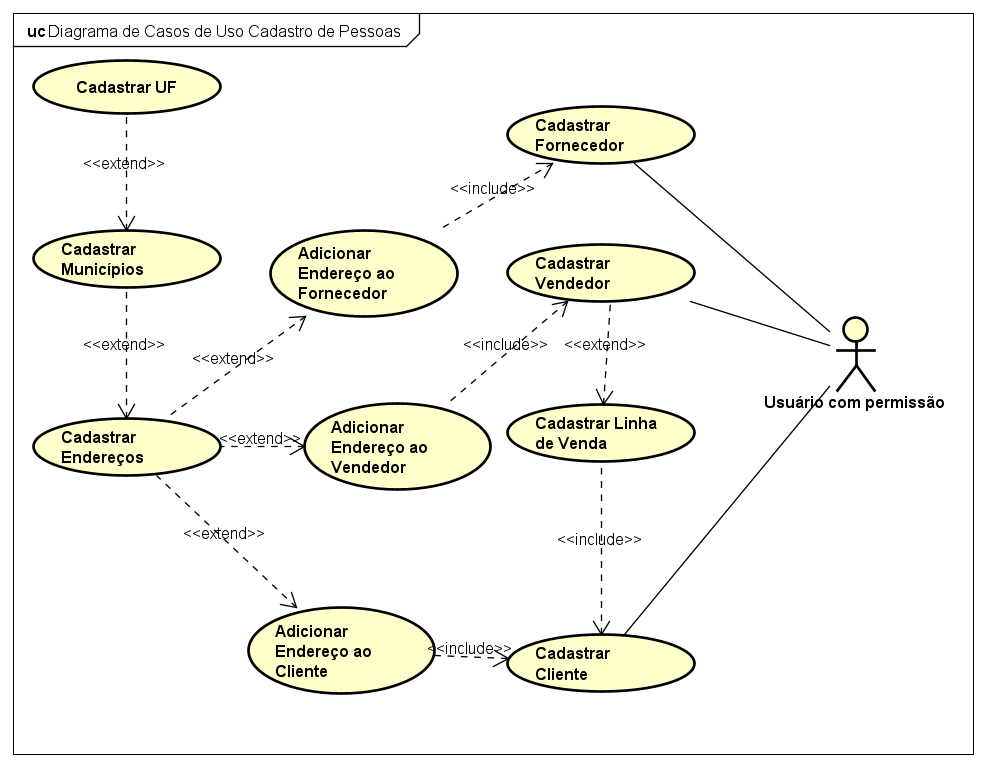 uc Diagrama de Casos de Uso Cadastro de Pessoas
Cadastrar UF
<<extend>>
Cadastrar
Municípios
<<extend>>
Cadastrar
Endereços
<<extend>>
<<extend>>
<<extend>>
Adicionar
Endereço ao
Fornecedor
<<include>>
Cadastrar
Fornecedor
Adicionar
Endereço ao
Vendedor
<<include>>
Cadastrar
Vendedor
<<extend>>
Cadastrar Linha
de Venda
<<include>>
Adicionar
Endereço ao
Cliente
<<include>>
Cadastrar
Cliente
Usuário com permissão